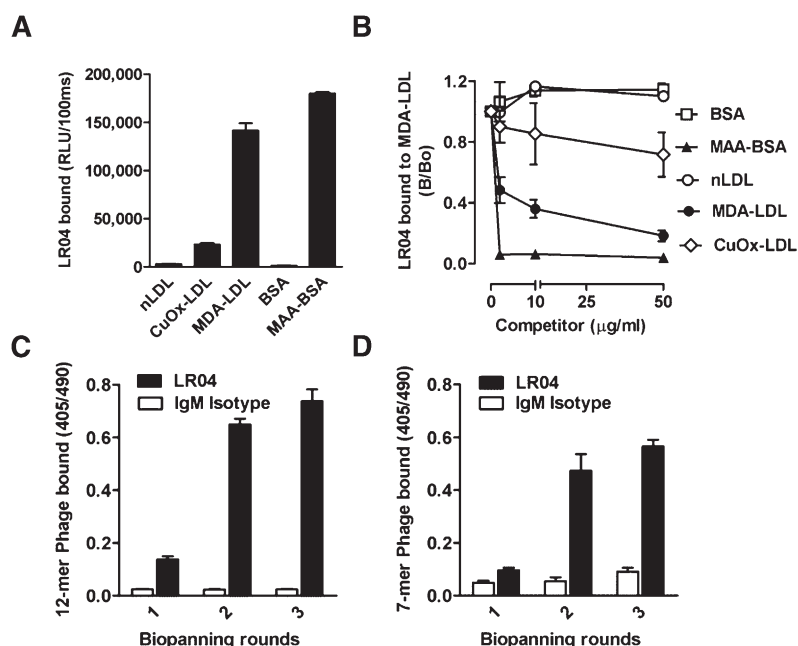 A
LR04 bound (RLU/100ms)
200,000
150,000
100,000
50,000
0
nLDL
CuOx-LDL
MDA-LDL
BSA
MAA-BSA
B
LR04 bound to MDA-LDL
(B/Bo)
1.2
0.8
0.4
0.0
0
10
25
50
Competitor (μg/ml)
BSA
MAA-BSA
nLDL
MDA-LDL
CuOx-LDL
C
12-mer Phage bound (405/490)
0.8
0.6
0.4
0.2
0.0
LR04
IgM Isotype
1
2
3
Biopanning rounds
D
7-mer Phage bound (405/490)
0.8
0.6
0.4
0.2
0.0
LR04
IgM Isotype
1
2
3
Biopanning rounds